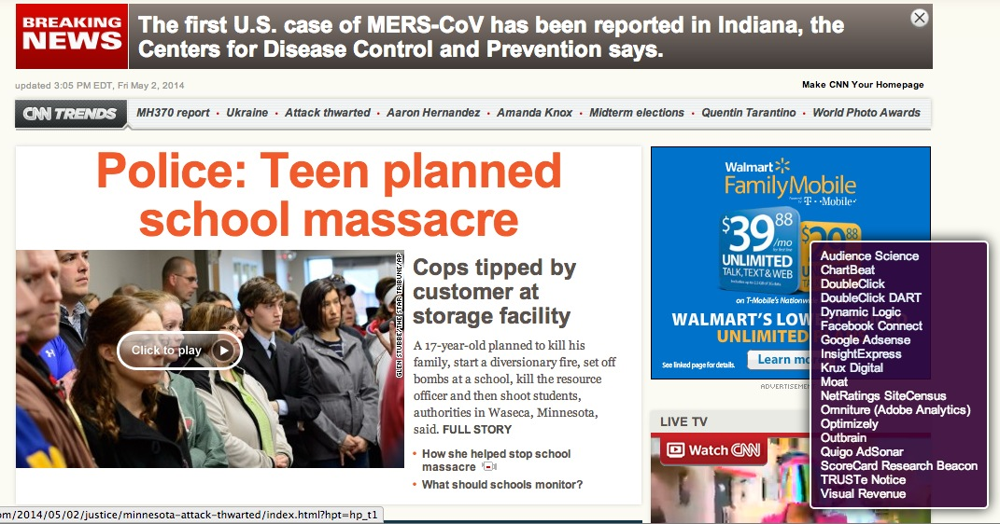 BREAKING
NEWS
The first U.S. case of MERS-CoV has been reported in Indiana, the
Centers for Disease Control and Prevention says.
updated 3:05 PM EDT, Fri May 2, 2014
Make CNN Your Homepage
CNN TRENDS
MH370 report • Ukraine • Attack thwarted • Aaron Hernandez • Amanda Knox • Midterm elections • Quentin Tarantino • World Photo Awards
Police: Teen planned
school massacre
GLEN STUBBE/THE STAR TRIBUNE/AP
Click to play
Cops tipped by
customer at
storage facility
A 17-year-old planned to kill his
family, start a diversionary fire, set off
bombs at a school, kill the resource
officer and then shoot students,
authorities in Waseca, Minnesota,
said. FULL STORY
• How she helped stop school
massacre
• What should schools monitor?
Walmart
Family Mobile
Powered by
T · ·Mobile·
$39.88
/mo
for first line
UNLIMITED
TALK, TEXT & WEB
on T-Mobile's Nationw
WALMART'S LOW
UNLIMITED
See linked page for details.
Learn mo
ADVERTISEMEN
LIVE TV
Watch CNN
Audience Science
ChartBeat
DoubleClick
DoubleClick DART
Dynamic Logic
Facebook Connect
Google Adsense
InsightExpress
Krux Digital
Moat
NetRatings SiteCensus
Omniture (Adobe Analytics)
Optimizely
Outbrain
Quigo AdSonar
ScoreCard Research Beacon
TRUSTe Notice
Visual Revenue
om/2014/05/02/justice/minnesota-attack-thwarted/index.html?hpt=hp_t1